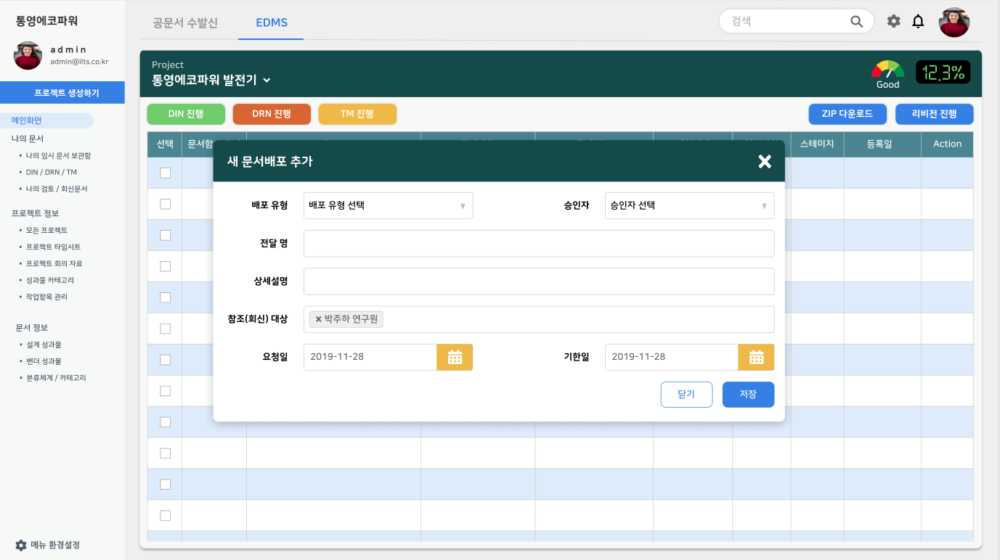 통영에코파워
admin
admin@ilts.co.kr
프로젝트 생성하기
메인화면
나의 문서
• 나의 임시 문서 보관함
• DIN / DRN / TM
• 나의 검토 / 회신문서
프로젝트 정보
• 모든 프로젝트
• 프로젝트 타임시트
• 프로젝트 회의 자료
• 성과물 카테고리
• 작업항목 관리
문서 정보
• 설계 성과물
• 벤더 성과물
• 분류체계 / 카테고리
메뉴 환경설정
공문서 수발신 EDMS 검색
Project
통영에코파워 발전기
Good 12.3%
DIN 진행 DRN 진행 TM 진행 ZIP 다운로드 리비전 진행
선택 문서함 스테이지 등록일 Action
새 문서배포 추가
배포 유형 배포 유형 선택 승인자 승인자 선택
전달 명
상세설명
참조(회신) 대상 × 박주하 연구원
요청일 2019-11-28 기한일 2019-11-28
닫기 저장